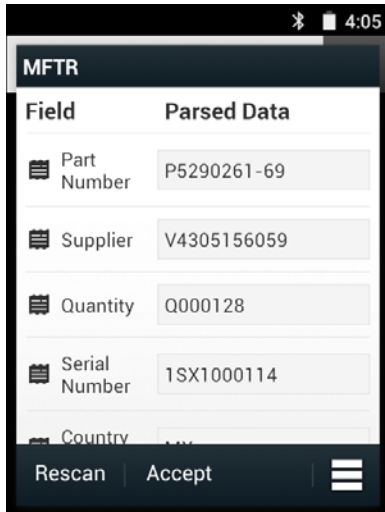 4:05
MFTR
Field Parsed Data
Part
Number
P5290261-69
Supplier V4305156059
Quantity Q000128
Serial
Number
1SX1000114
Country
Rescan Accept